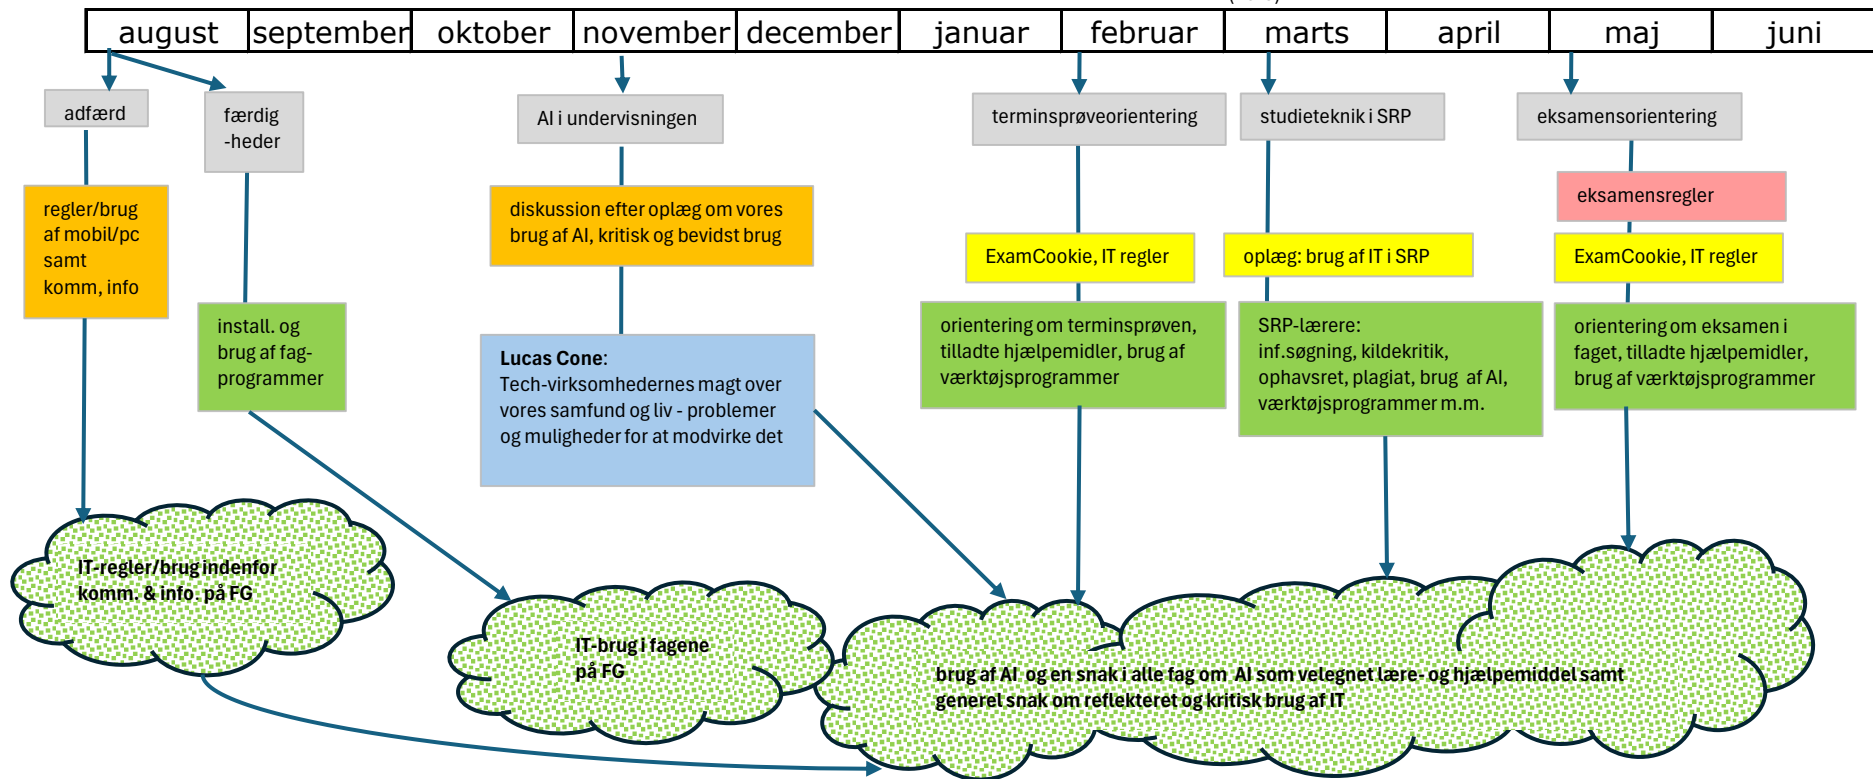 august september oktober november december januar februar marts april maj juni
adfærd
færdig
-heder
AI i undervisningen
terminsprøveorientering
studieteknik i SRP
eksamensorientering
regler/brug
af mobil/pc
samt
komm, info
diskussion efter oplæg om vores
brug af AI, kritisk og bevidst brug
eksamensregler
ExamCookie, IT regler
oplæg: brug af IT i SRP
ExamCookie, IT regler
install. og
brug af fag-
programmer
Lucas Cone:
Tech-virksomhedernes magt over
vores samfund og liv - problemer
og muligheder for at modvirke det
orientering om terminsprøven,
tilladte hjælpemidler, brug af
værktøjsprogrammer
SRP-lærere:
inf.søgning, kildekritik,
ophavsret, plagiat, brug af AI,
værktøjsprogrammer m.m.
orientering om eksamen i
faget, tilladte hjælpemidler,
brug af værktøjsprogrammer
IT-regler/brug indenfor
komm. & info. på FG
IT-brug i fagene
på FG
brug af AI og en snak i alle fag om AI som velegnet lære- og hjælpemiddel samt
generel snak om reflekteret og kritisk brug af IT